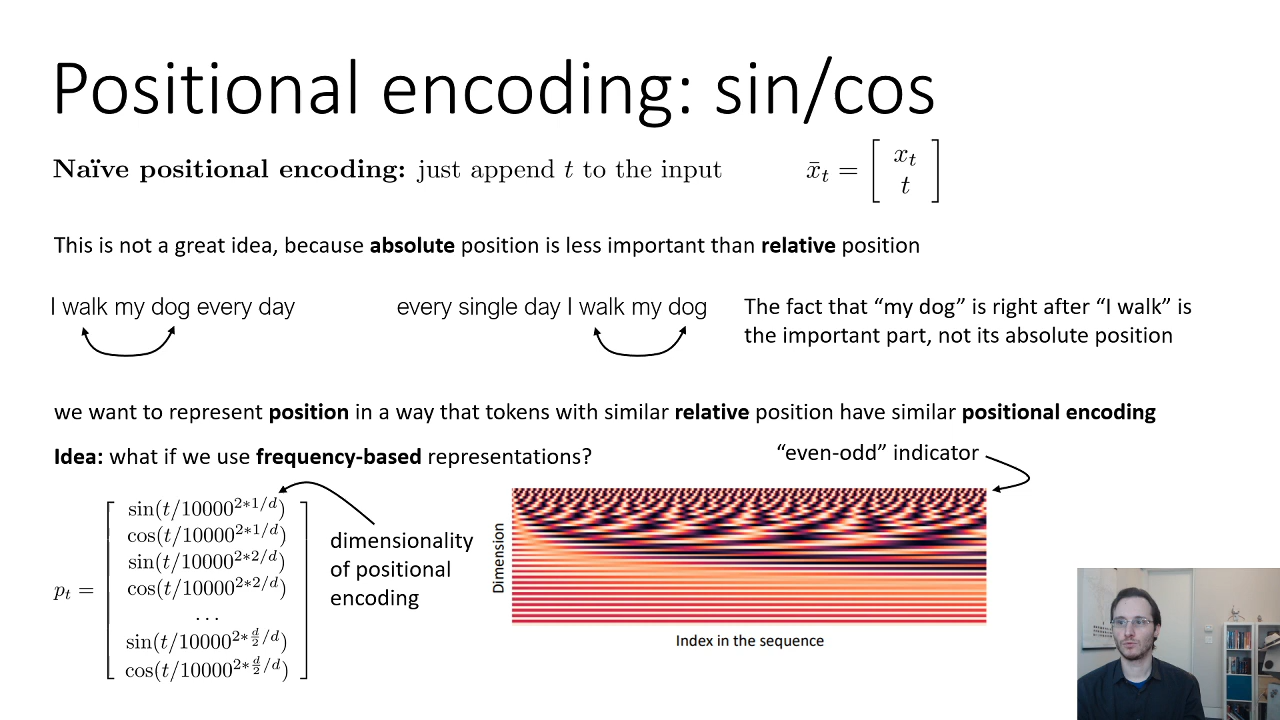 Positional encoding: sin/cos
Naïve positional encoding: just append t to the input
x̄_t = [ x_t
t ]
This is not a great idea, because absolute position is less important than relative position
I walk my dog every day
every single day I walk my dog
The fact that “my dog” is right after “I walk” is
the important part, not its absolute position
we want to represent position in a way that tokens with similar relative position have similar positional encoding
Idea: what if we use frequency-based representations?
“even-odd” indicator
p_t =
sin(t/10000^{2*1/d})
cos(t/10000^{2*1/d})
sin(t/10000^{2*2/d})
cos(t/10000^{2*2/d})
...
sin(t/10000^{2*\frac{d}{2}/d})
cos(t/10000^{2*\frac{d}{2}/d})
dimensionality
of positional
encoding
Dimension
Index in the sequence